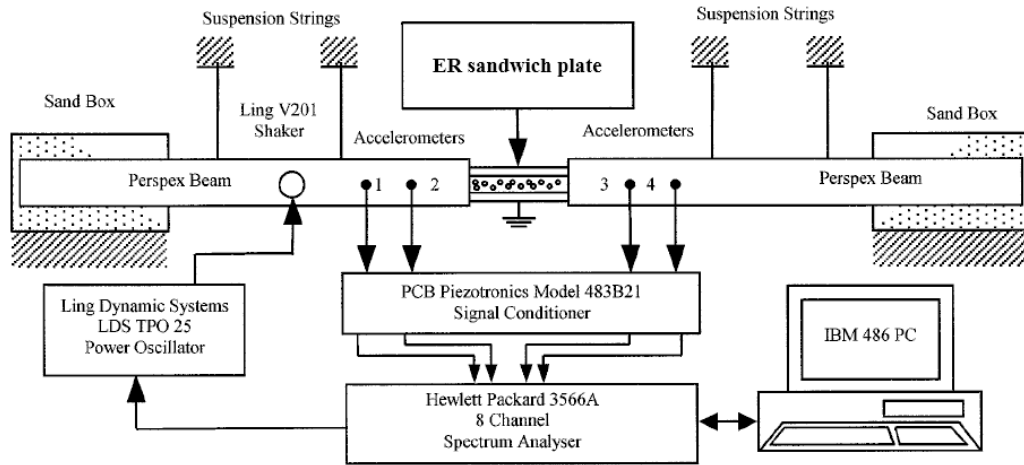 Suspension Strings
Suspension Strings
ER sandwich plate
Sand Box
Ling V201
Shaker
Accelerometers
Accelerometers
Sand Box
Perspex Beam
1
2
3
4
Perspex Beam
Ling Dynamic Systems
LDS TPO 25
Power Oscillator
PCB Piezotronics Model 483B21
Signal Conditioner
IBM 486 PC
Hewlett Packard 3566A
8 Channel
Spectrum Analyser